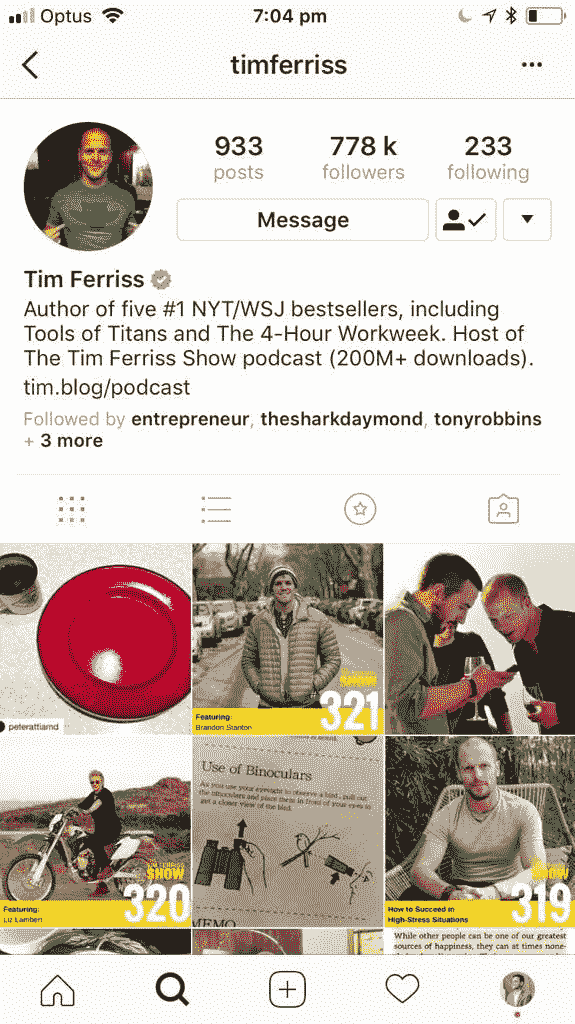 Optus 7:04 pm
timferriss
933 778 k 233
posts followers following
Message
Tim Ferriss
Author of five #1 NYT/WSJ bestsellers, including
Tools of Titans and The 4-Hour Workweek. Host of
The Tim Ferriss Show podcast (200M+ downloads).
tim.blog/podcast
Followed by entrepreneur, thesharkdaymond, tonyrobbins
+ 3 more
peterattiamd
SHOW
321
Featuring:
Brandon Stanton
TIM FERRISS
SHOW
320
Featuring:
Liz Lambert
Use of Binoculars
As you use your eyesight to observe a bird, pull out
the binoculars and place them in front of your eyes to
get a closer view of the bird.
MEMO
SHOW
319
How to Succeed in
High-Stress Situations
While other people can be one of our greatest
sources of happiness, they can at times none-